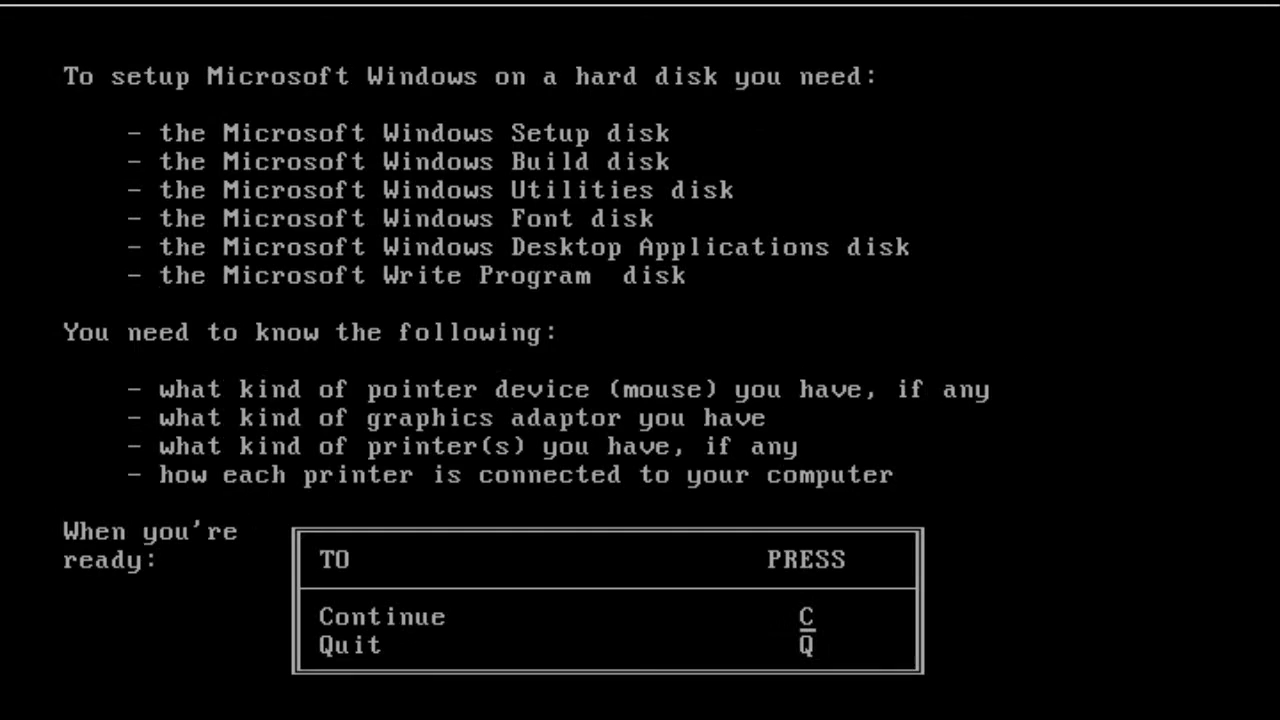 To setup Microsoft Windows on a hard disk you need:
- the Microsoft Windows Setup disk
- the Microsoft Windows Build disk
- the Microsoft Windows Utilities disk
- the Microsoft Windows Font disk
- the Microsoft Windows Desktop Applications disk
- the Microsoft Write Program  disk
You need to know the following:
- what kind of pointer device (mouse) you have, if any
- what kind of graphics adaptor you have
- what kind of printer(s) you have, if any
- how each printer is connected to your computer
When you're
ready:
TO PRESS
Continue C
Quit Q